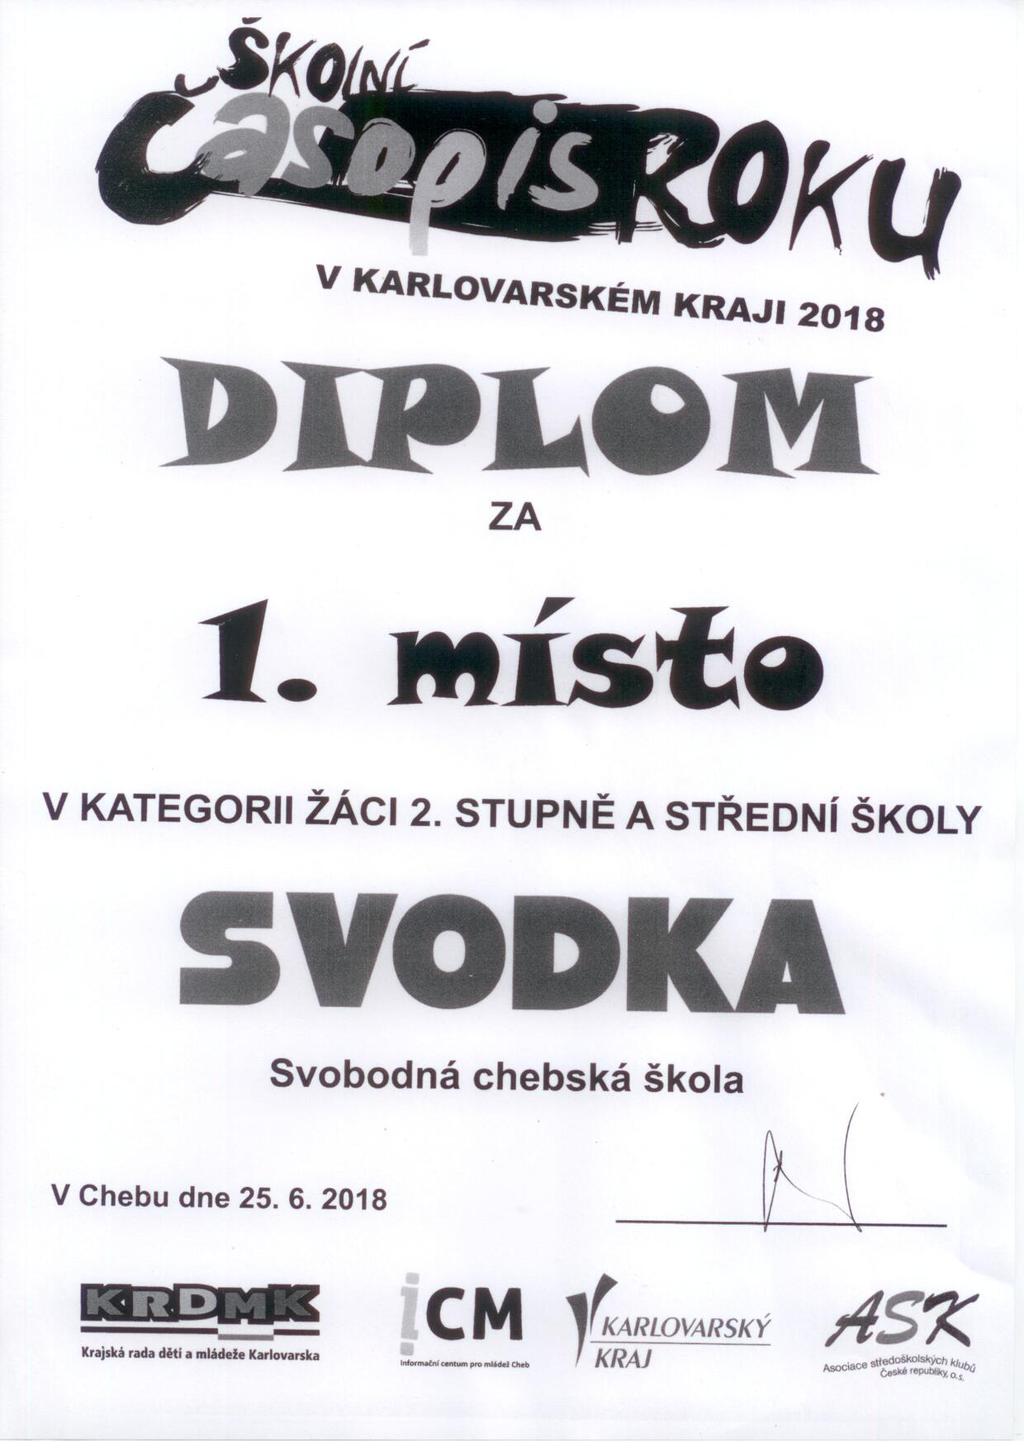 ŠKOLNÍ
časopis ROKU
V KARLOVARSKÉM KRAJI 2018
DIPLOM
ZA
1. místo
V KATEGORII ŽÁCI 2. STUPNĚ A STŘEDNÍ ŠKOLY
SVODKA
Svobodná chebská škola
V Chebu dne 25. 6. 2018
KRDMK
Krajská rada dětí a mládeže Karlovarska
iCM
Informační centum pro mládež Cheb
KARLOVARSKÝ
KRAJ
ASK
Asociace středoškolských klubů
České republiky, o.s.